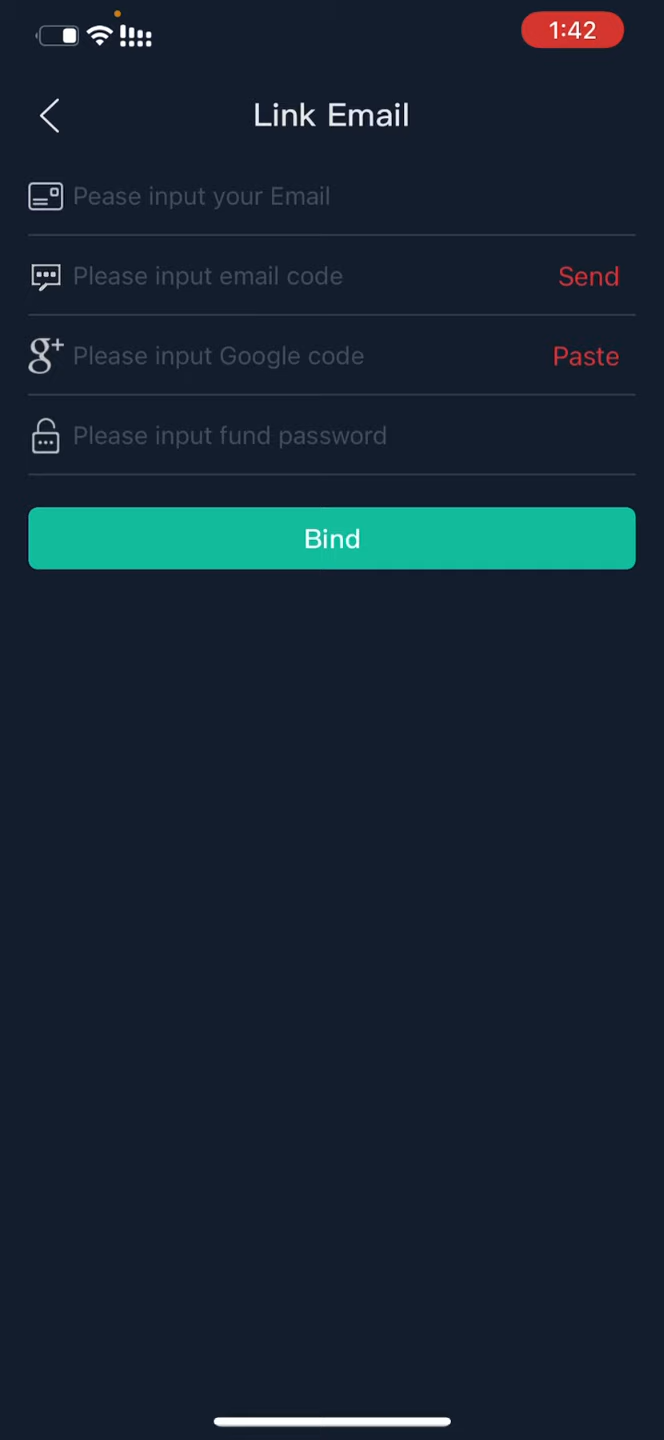 1:42
Link Email
Pease input your Email
Please input email code
Send
Please input Google code
Paste
Please input fund password
Bind